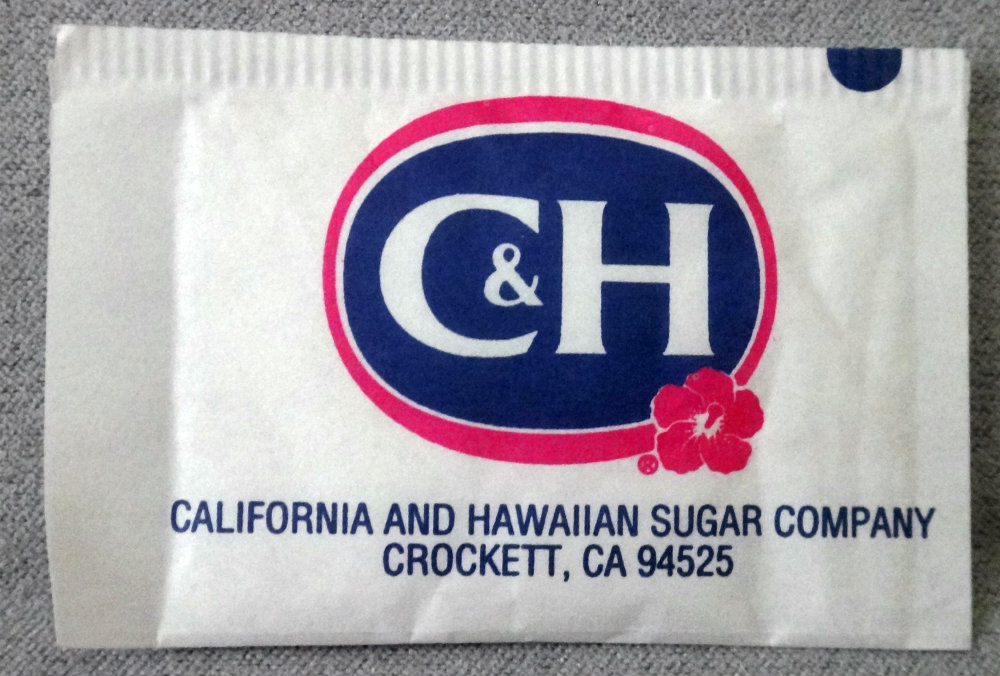 C&H
®
CALIFORNIA AND HAWAIIAN SUGAR COMPANY
CROCKETT, CA 94525